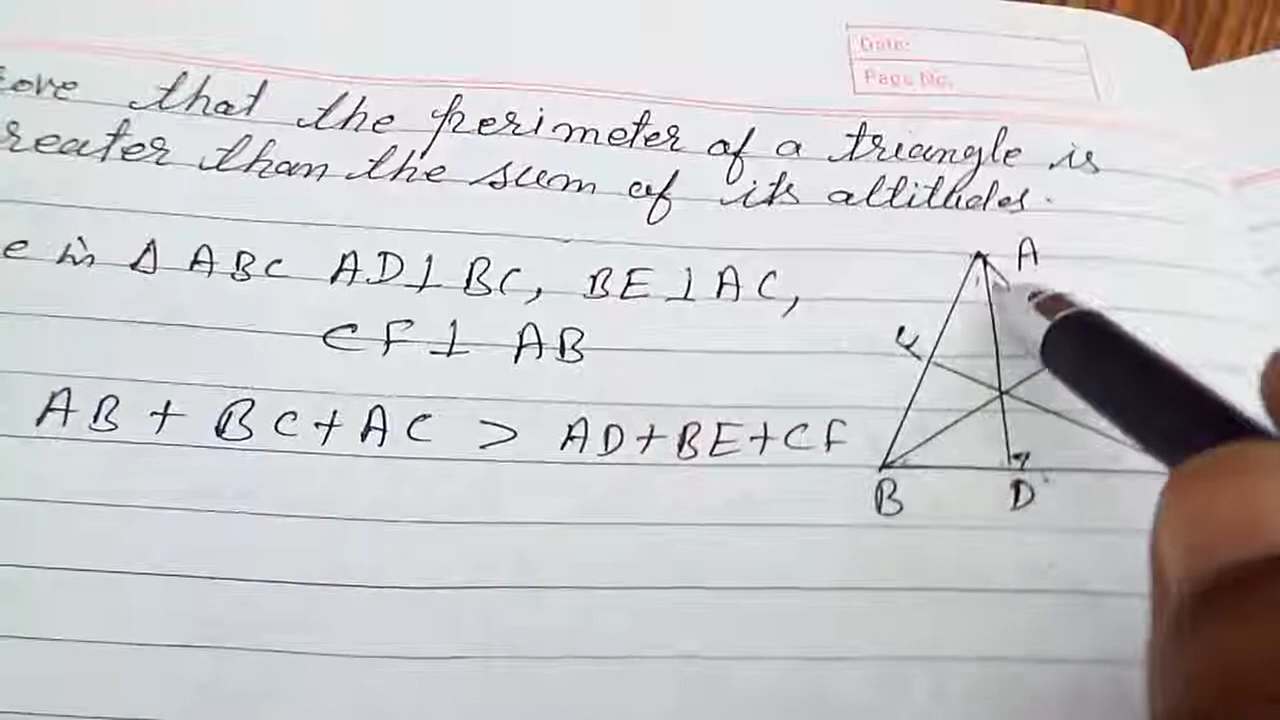 Date:
Page No.
ove that the perimeter of a triangle is
reater than the sum of its altitudes.
e in Δ ABC AD⊥BC, BE⊥AC,
CF⊥ AB
AB + BC+AC > AD+BE+CF
A
F
B
D